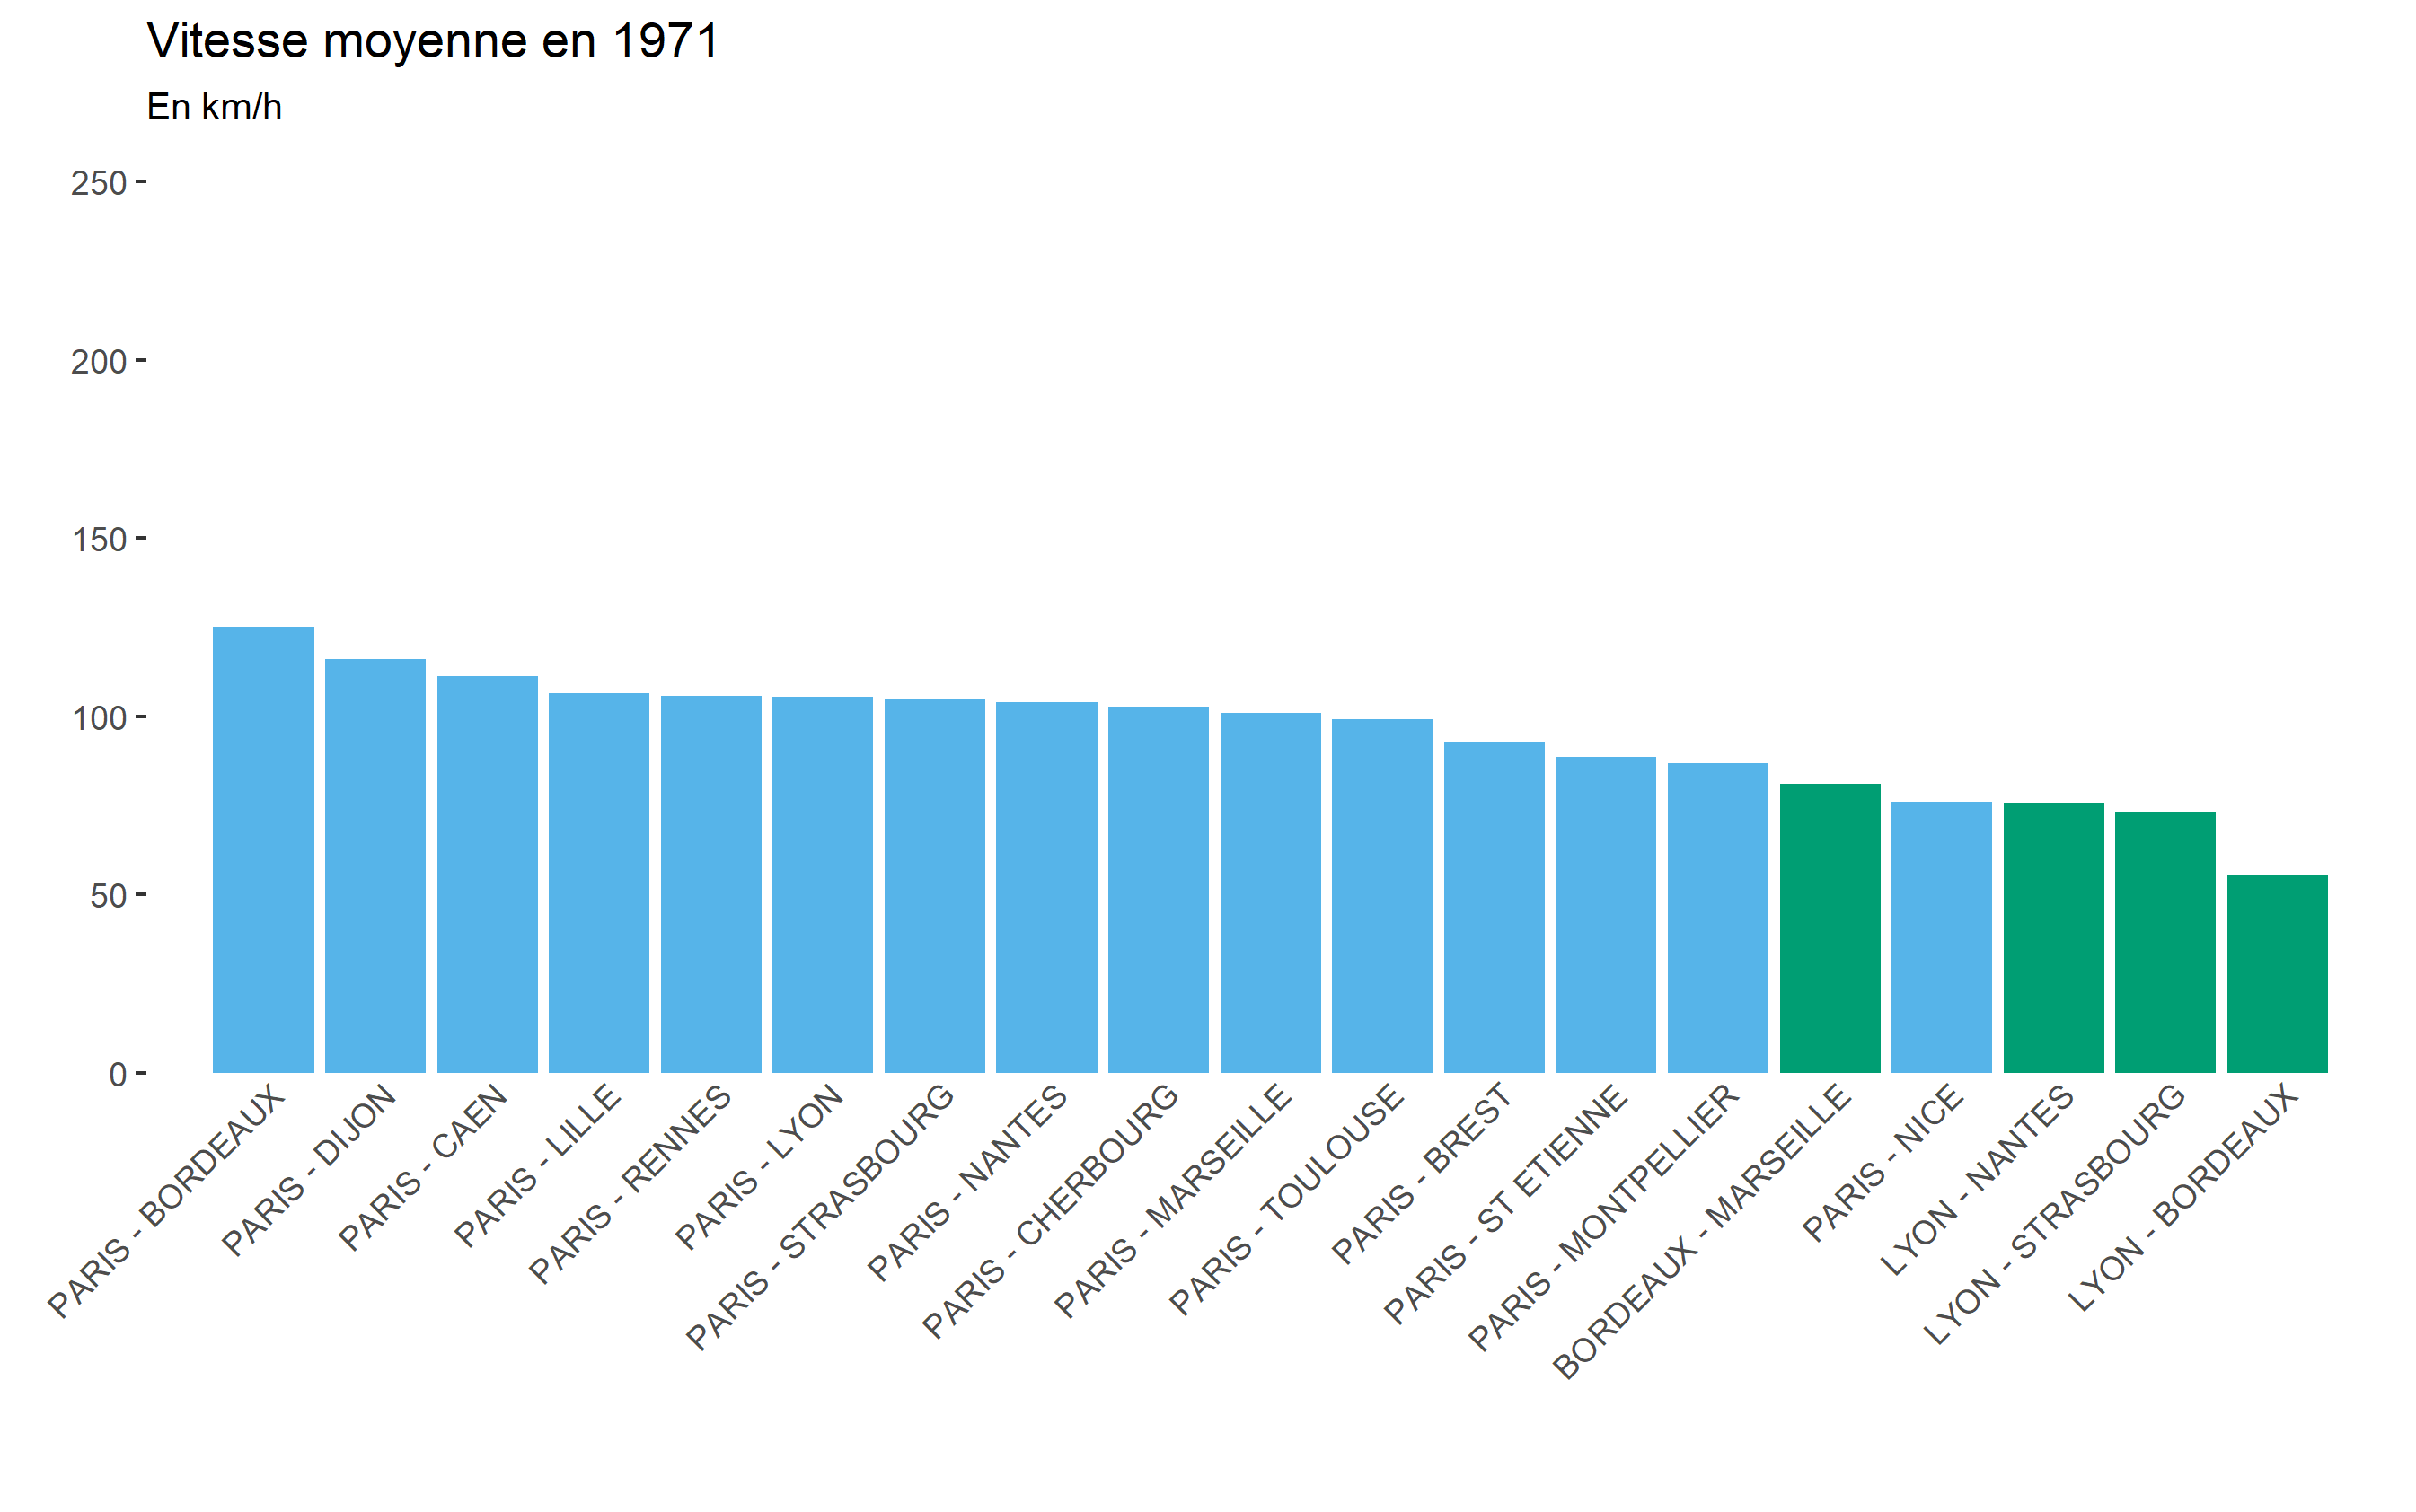 Vitesse moyenne en 1971
En km/h
250
200
150
100
50
0
PARIS - BORDEAUX
PARIS - DIJON
PARIS - CAEN
PARIS - LILLE
PARIS - RENNES
PARIS - LYON
PARIS - STRASBOURG
PARIS - NANTES
PARIS - CHERBOURG
PARIS - MARSEILLE
PARIS - TOULOUSE
PARIS - BREST
PARIS - ST ETIENNE
PARIS - MONTPELLIER
BORDEAUX - MARSEILLE
PARIS - NICE
LYON - NANTES
LYON - STRASBOURG
LYON - BORDEAUX